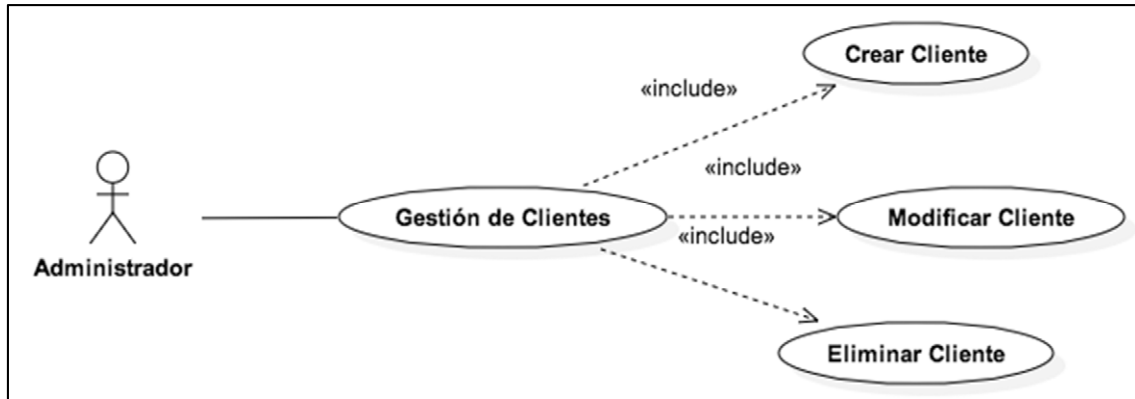 Crear Cliente
«include»
«include»
Gestión de Clientes
Modificar Cliente
«include»
Administrador
Eliminar Cliente